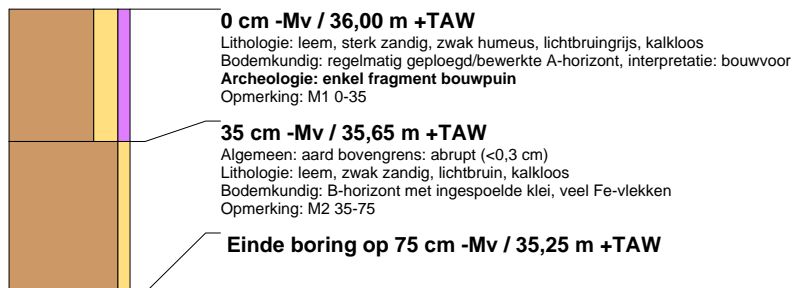 0 cm -Mv / 36,00 m +TAW
Lithologie: leem, sterk zandig, zwak humeus, lichtbruingrijs, kalkloos
Bodemkundig: regelmatig geploegd/bewerkte A-horizont, interpretatie: bouwvoor
Archeologie: enkel fragment bouwpuin
Opmerking: M1 0-35
35 cm -Mv / 35,65 m +TAW
Algemeen: aard bovengrens: abrupt (<0,3 cm)
Lithologie: leem, zwak zandig, lichtbruin, kalkloos
Bodemkundig: B-horizont met ingespoelde klei, veel Fe-vlekken
Opmerking: M2 35-75
Einde boring op 75 cm -Mv / 35,25 m +TAW